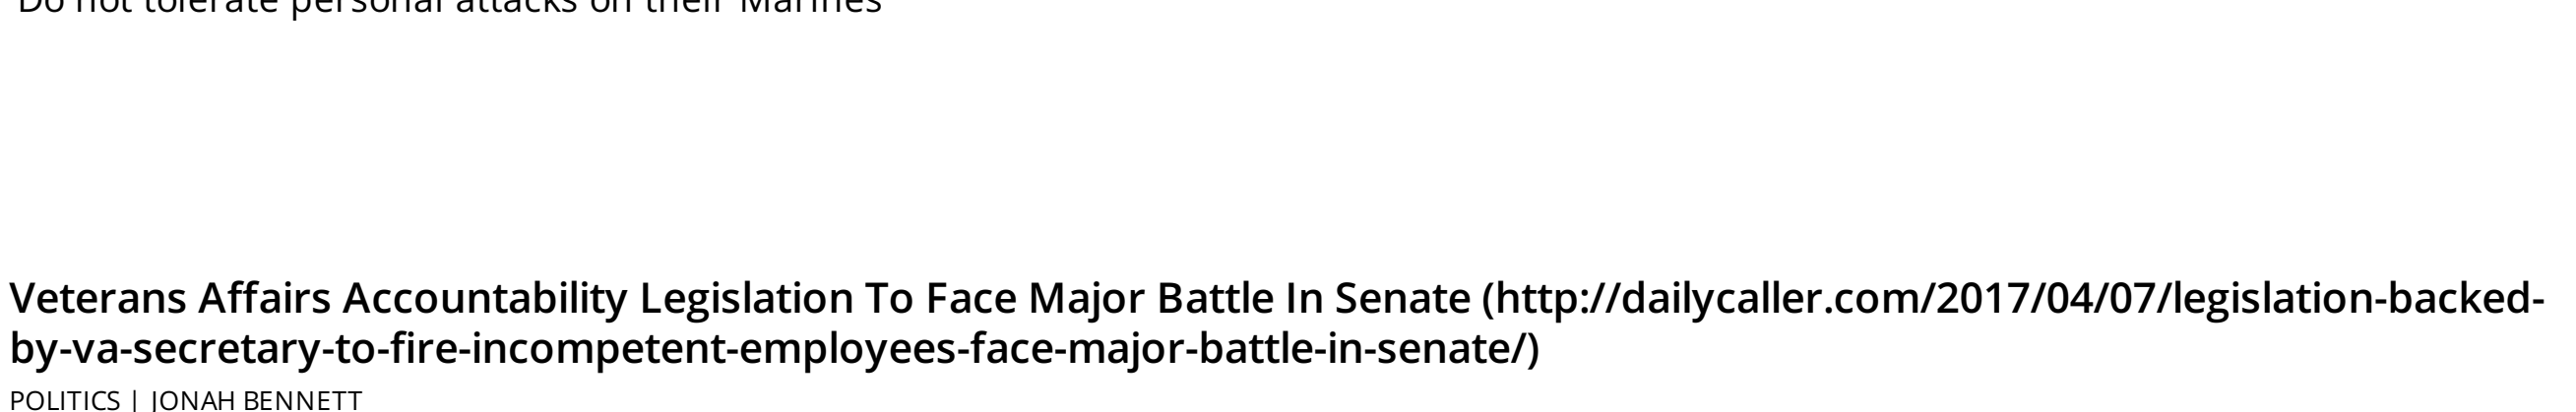 Do not tolerate personal attacks on their Marines
Veterans Affairs Accountability Legislation To Face Major Battle In Senate (http://dailycaller.com/2017/04/07/legislation-backed-
by-va-secretary-to-fire-incompetent-employees-face-major-battle-in-senate/)
POLITICS | JONAH BENNETT